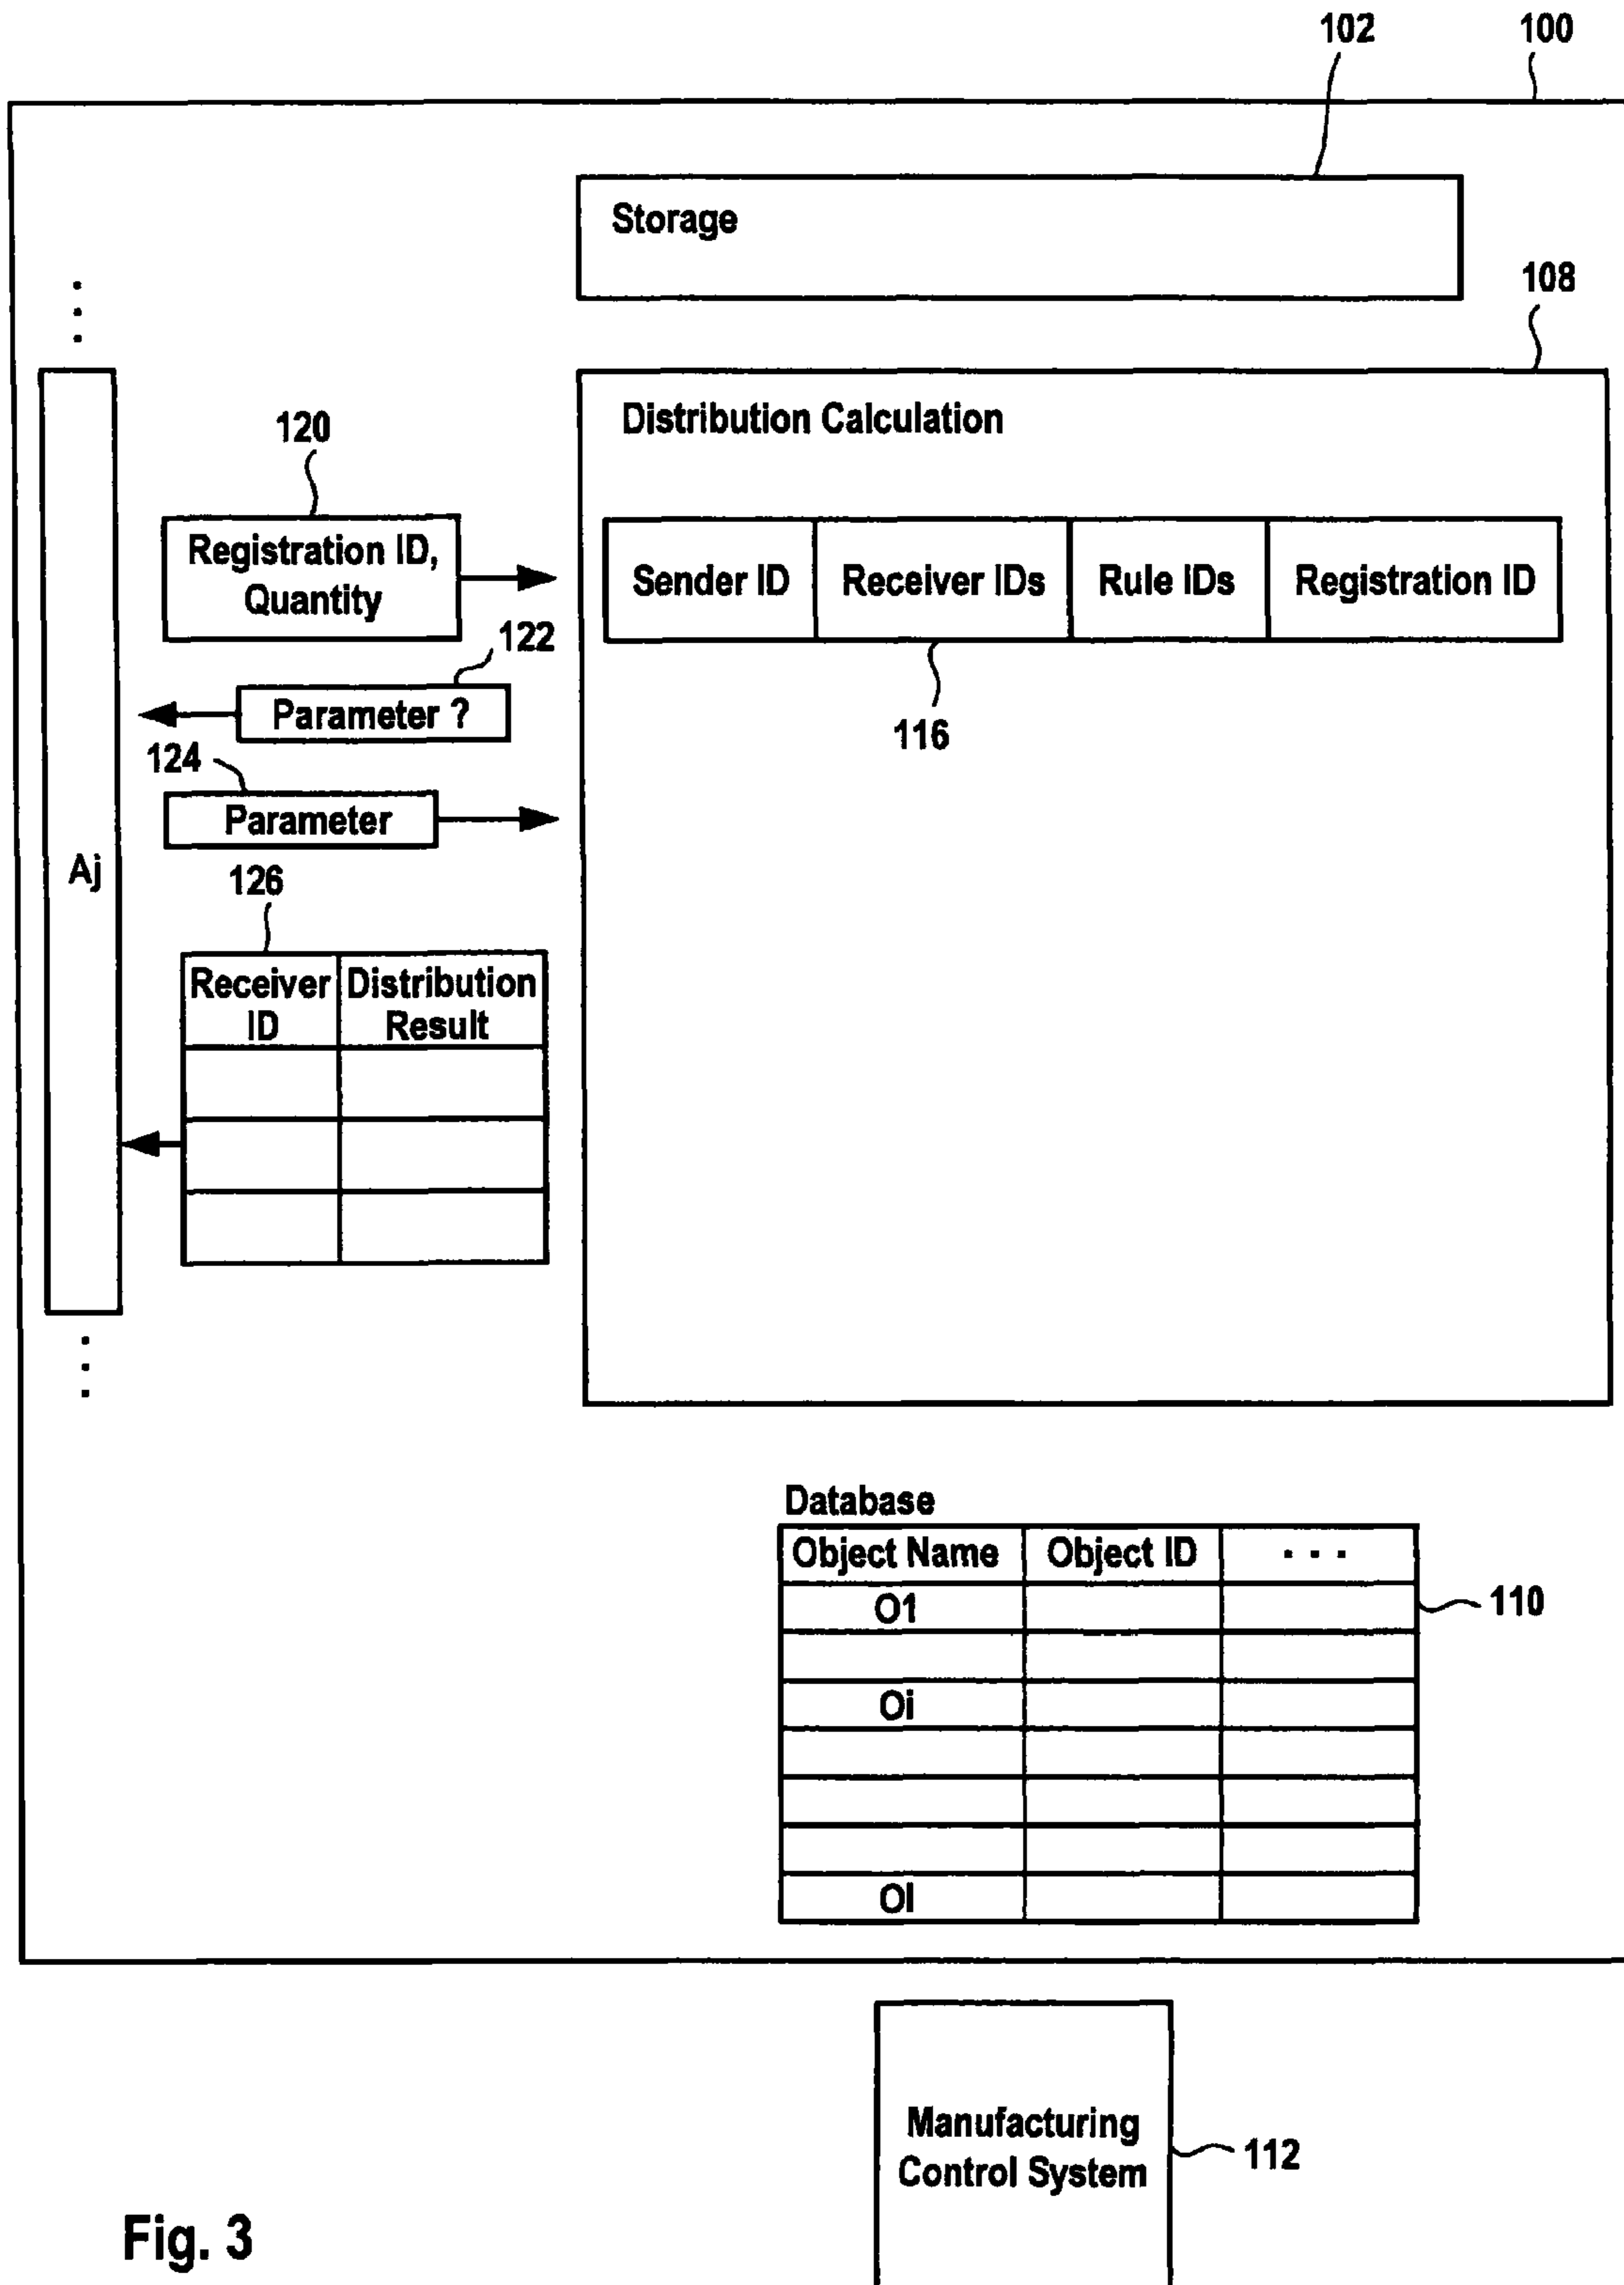 102
100
Storage
108
Distribution Calculation
120
Registration ID,
Quantity
Sender ID
Receiver IDs
Rule IDs
Registration ID
122
Parameter ?
116
124
Parameter
Aj
126
Receiver
ID
Distribution
Result
Database
Object Name
Object ID
. . .
O1
110
Oi
OI
Manufacturing
Control System
112
Fig. 3